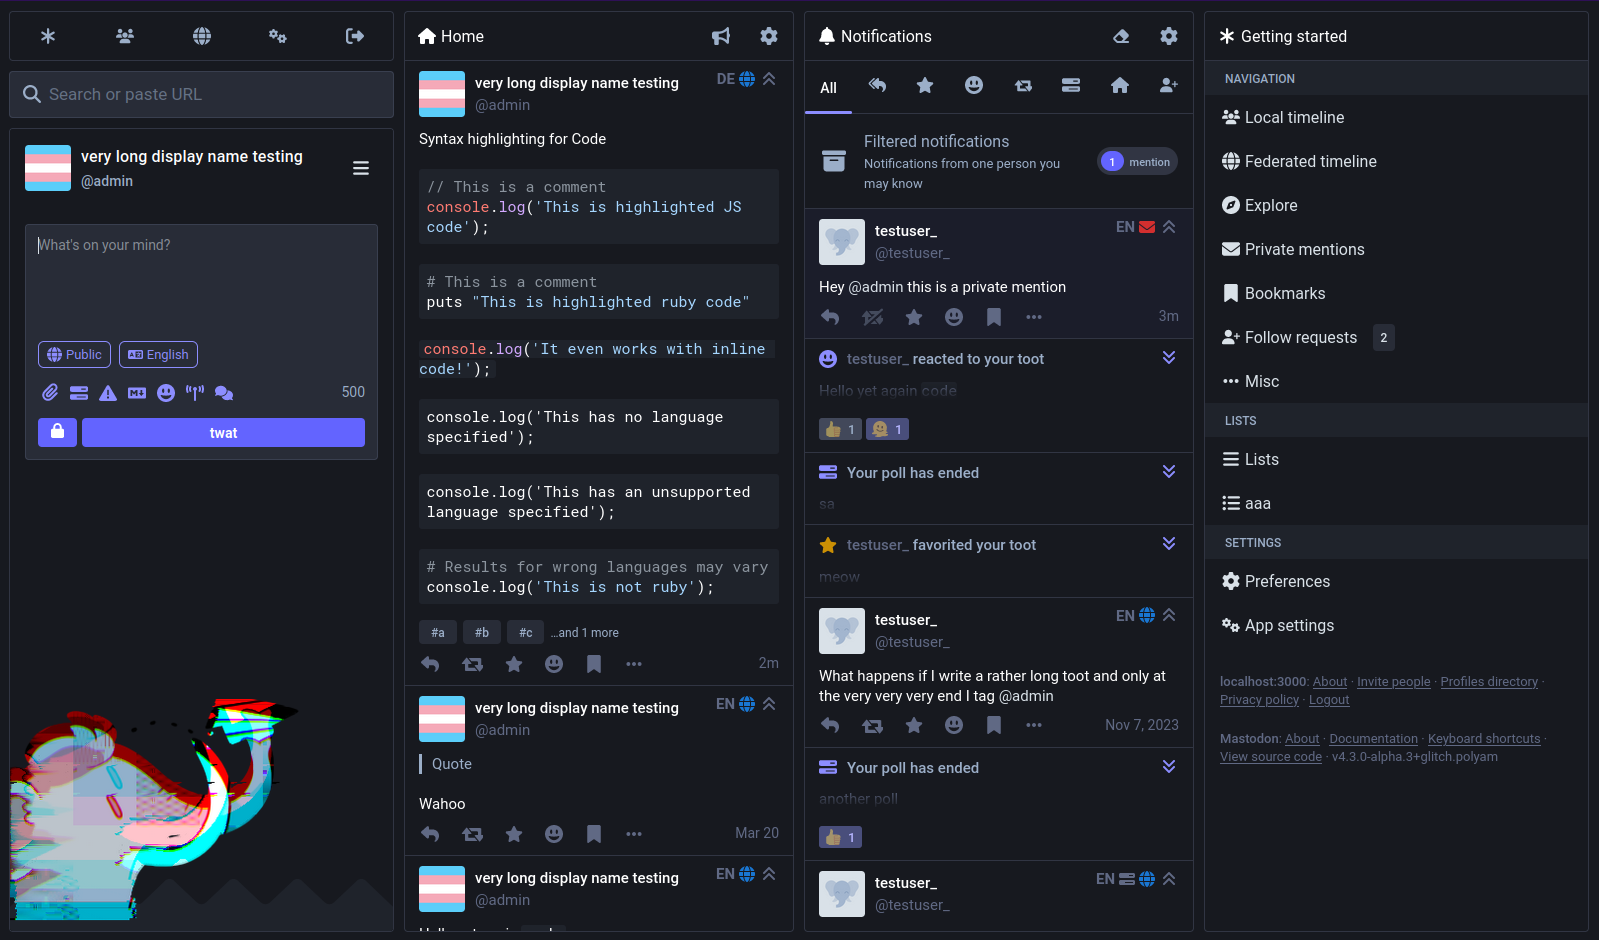 Search or paste URL
very long display name testing
@admin
What's on your mind?
Public
English
500
twat
Home
very long display name testing
DE
@admin
Syntax highlighting for Code
// This is a comment
console.log('This is highlighted JS
code');
# This is a comment
puts "This is highlighted ruby code"
console.log('It even works with inline
code!');
console.log('This has no language
specified');
console.log('This has an unsupported
language specified');
# Results for wrong languages may vary
console.log('This is not ruby');
#a #b #c …and 1 more
2m
very long display name testing
EN
@admin
Quote
Wahoo
Mar 20
very long display name testing
EN
@admin
Notifications
All
Filtered notifications
Notifications from one person you
may know
1 mention
testuser_
EN
@testuser_
Hey @admin this is a private mention
3m
testuser_ reacted to your toot
Hello yet again code
1 1
Your poll has ended
sa
testuser_ favorited your toot
meow
testuser_
EN
@testuser_
What happens if I write a rather long toot and only at
the very very very end I tag @admin
Nov 7, 2023
Your poll has ended
another poll
1
testuser_
EN
@testuser_
Getting started
NAVIGATION
Local timeline
Federated timeline
Explore
Private mentions
Bookmarks
Follow requests 2
Misc
LISTS
Lists
aaa
SETTINGS
Preferences
App settings
localhost:3000: About · Invite people · Profiles directory ·
Privacy policy · Logout
Mastodon: About · Documentation · Keyboard shortcuts ·
View source code · v4.3.0-alpha.3+glitch.polyam